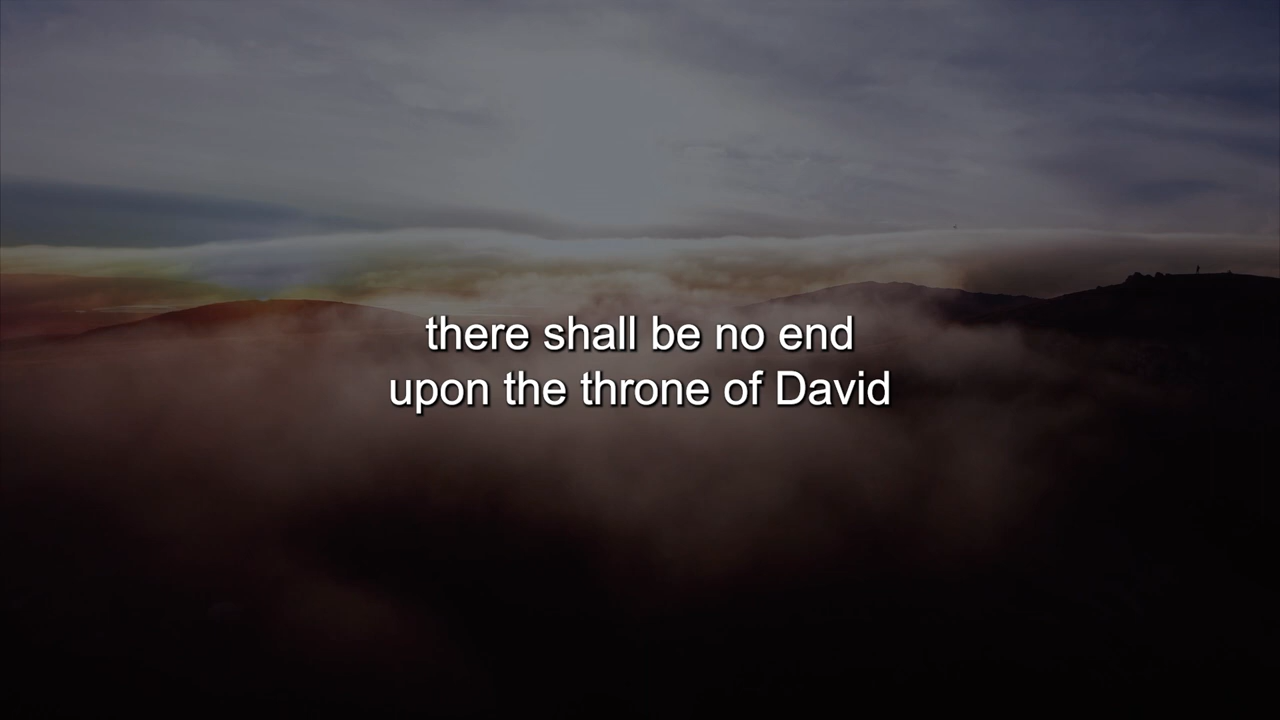 there shall be no end
upon the throne of David